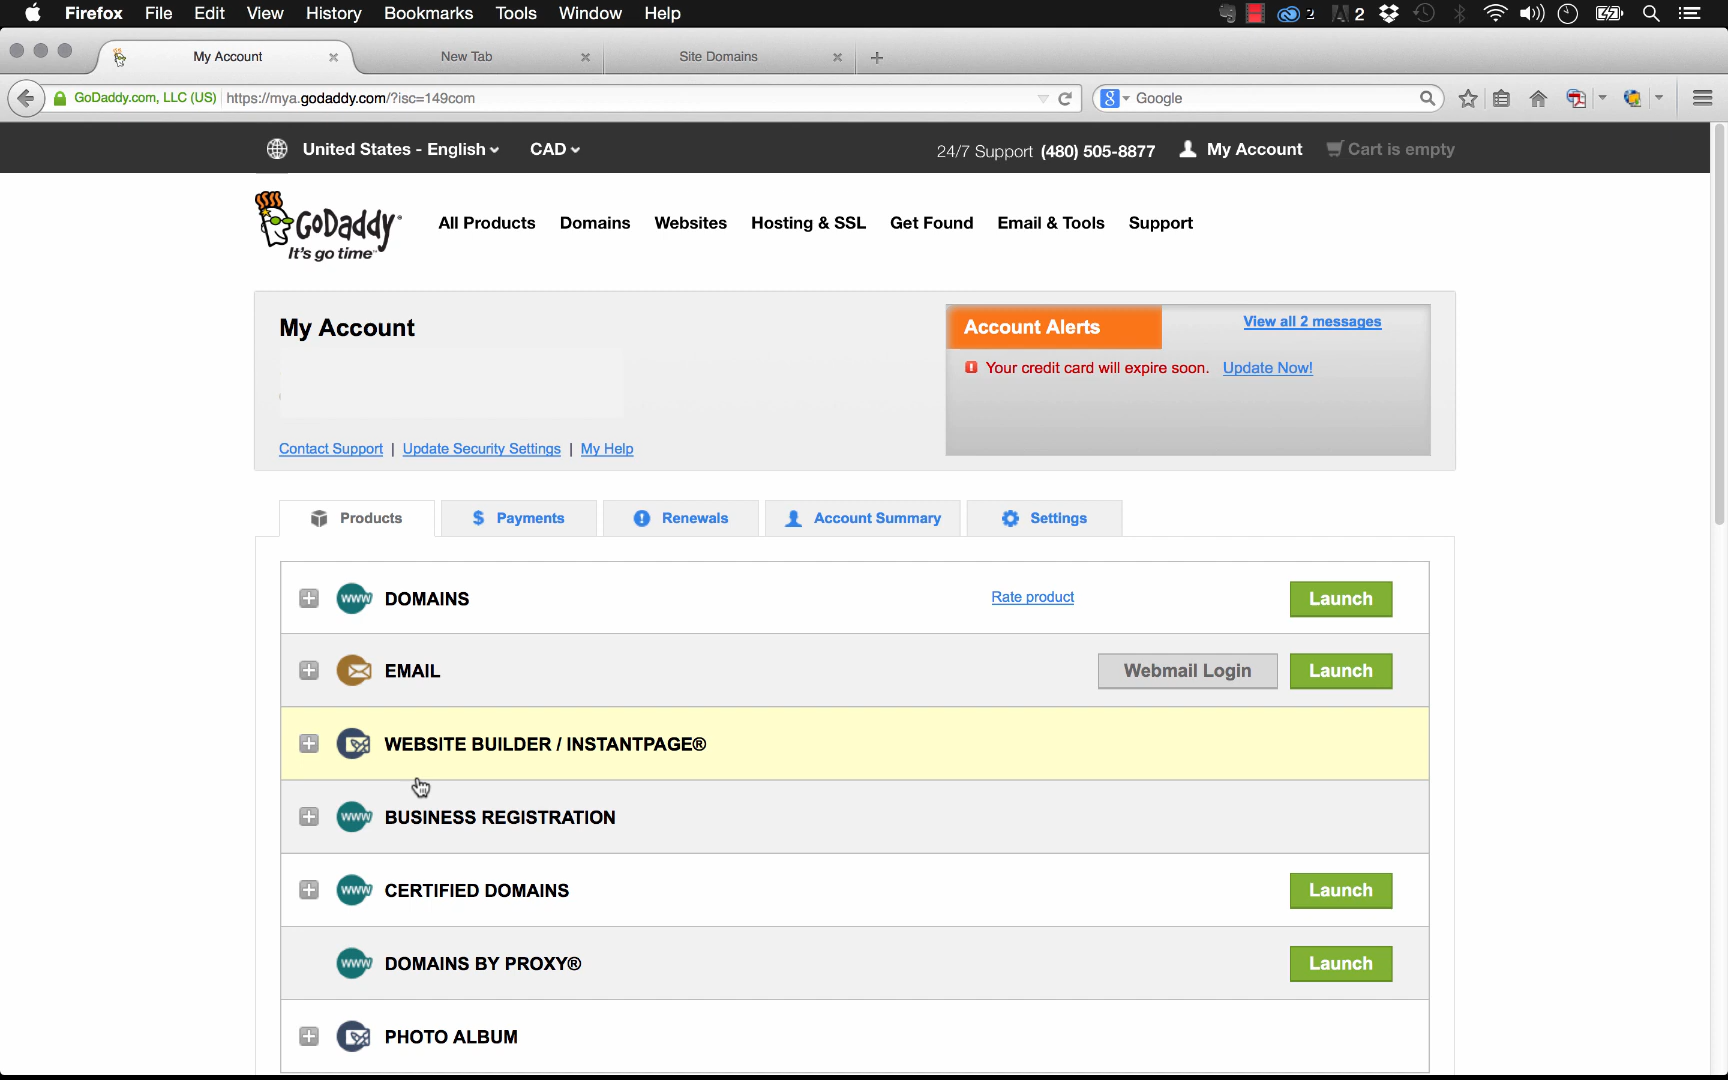 Firefox File Edit View History Bookmarks Tools Window Help 2 2
My Account New Tab Site Domains
GoDaddy.com, LLC (US) https://mya.godaddy.com/?isc=149com Google
United States - English CAD 24/7 Support (480) 505-8877 My Account Cart is empty
GoDaddy
It's go time™
All Products Domains Websites Hosting & SSL Get Found Email & Tools Support
My Account
Account Alerts View all 2 messages
Your credit card will expire soon. Update Now!
Contact Support | Update Security Settings | My Help
Products Payments Renewals Account Summary Settings
www DOMAINS Rate product Launch
EMAIL Webmail Login Launch
WEBSITE BUILDER / INSTANTPAGE®
www BUSINESS REGISTRATION
www CERTIFIED DOMAINS Launch
www DOMAINS BY PROXY® Launch
PHOTO ALBUM